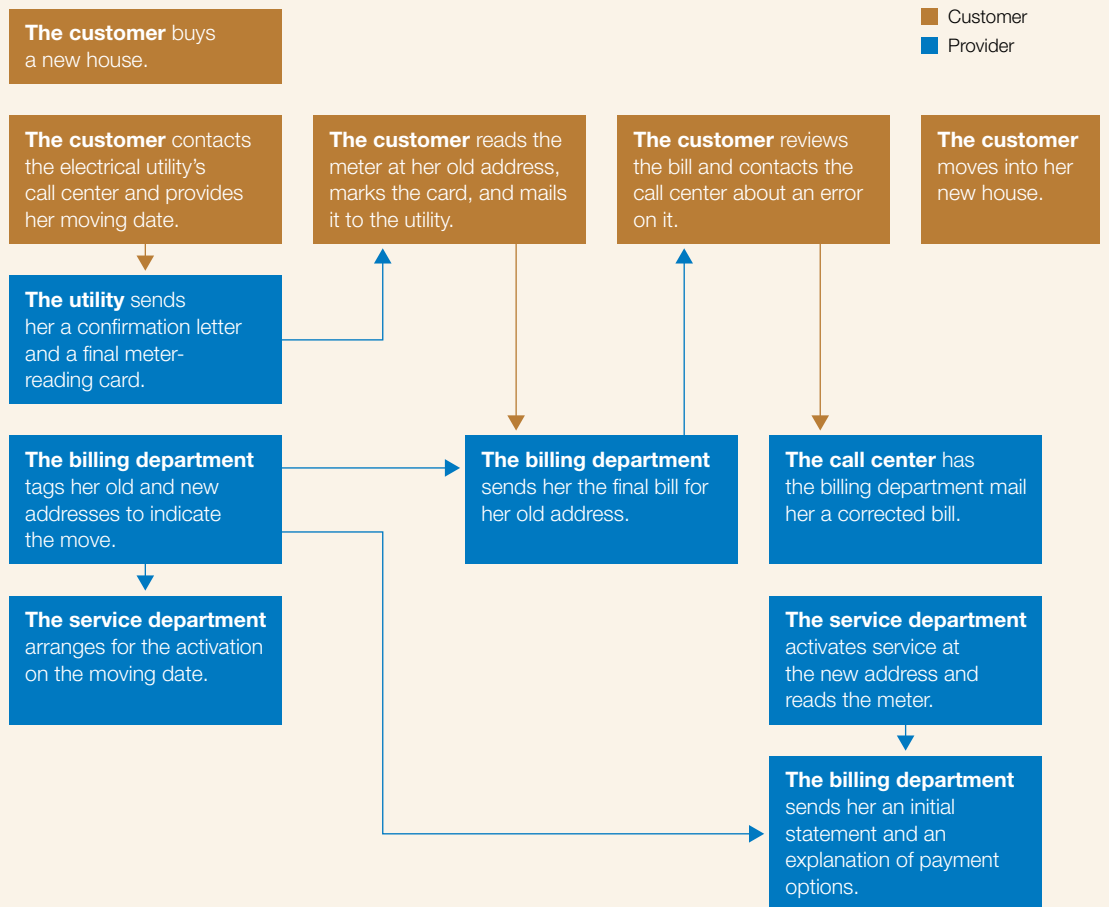 Customer
Provider
The customer buys
a new house.
The customer contacts
the electrical utility’s
call center and provides
her moving date.
The customer reads the
meter at her old address,
marks the card, and mails
it to the utility.
The customer reviews
the bill and contacts the
call center about an error
on it.
The customer
moves into her
new house.
The utility sends
her a confirmation letter
and a final meter-
reading card.
The billing department
tags her old and new
addresses to indicate
the move.
The billing department
sends her the final bill for
her old address.
The call center has
the billing department mail
her a corrected bill.
The service department
arranges for the activation
on the moving date.
The service department
activates service at
the new address and
reads the meter.
The billing department
sends her an initial
statement and an
explanation of payment
options.